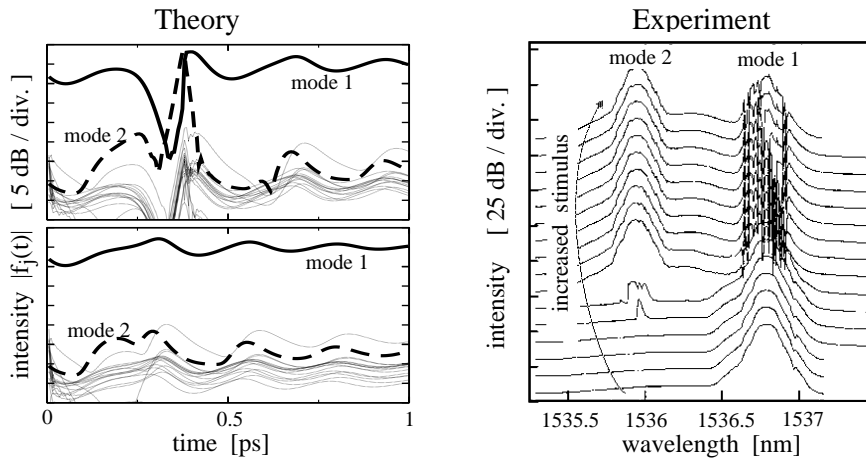 Theory
Experiment
[ 5 dB / div. ]
intensity |fj(t)|
mode 1
mode 2
mode 1
mode 2
0
0.5
1
time [ps]
intensity [ 25 dB / div. ]
mode 2
mode 1
increased stimulus
1535.5
1536
1536.5
1537
wavelength [nm]